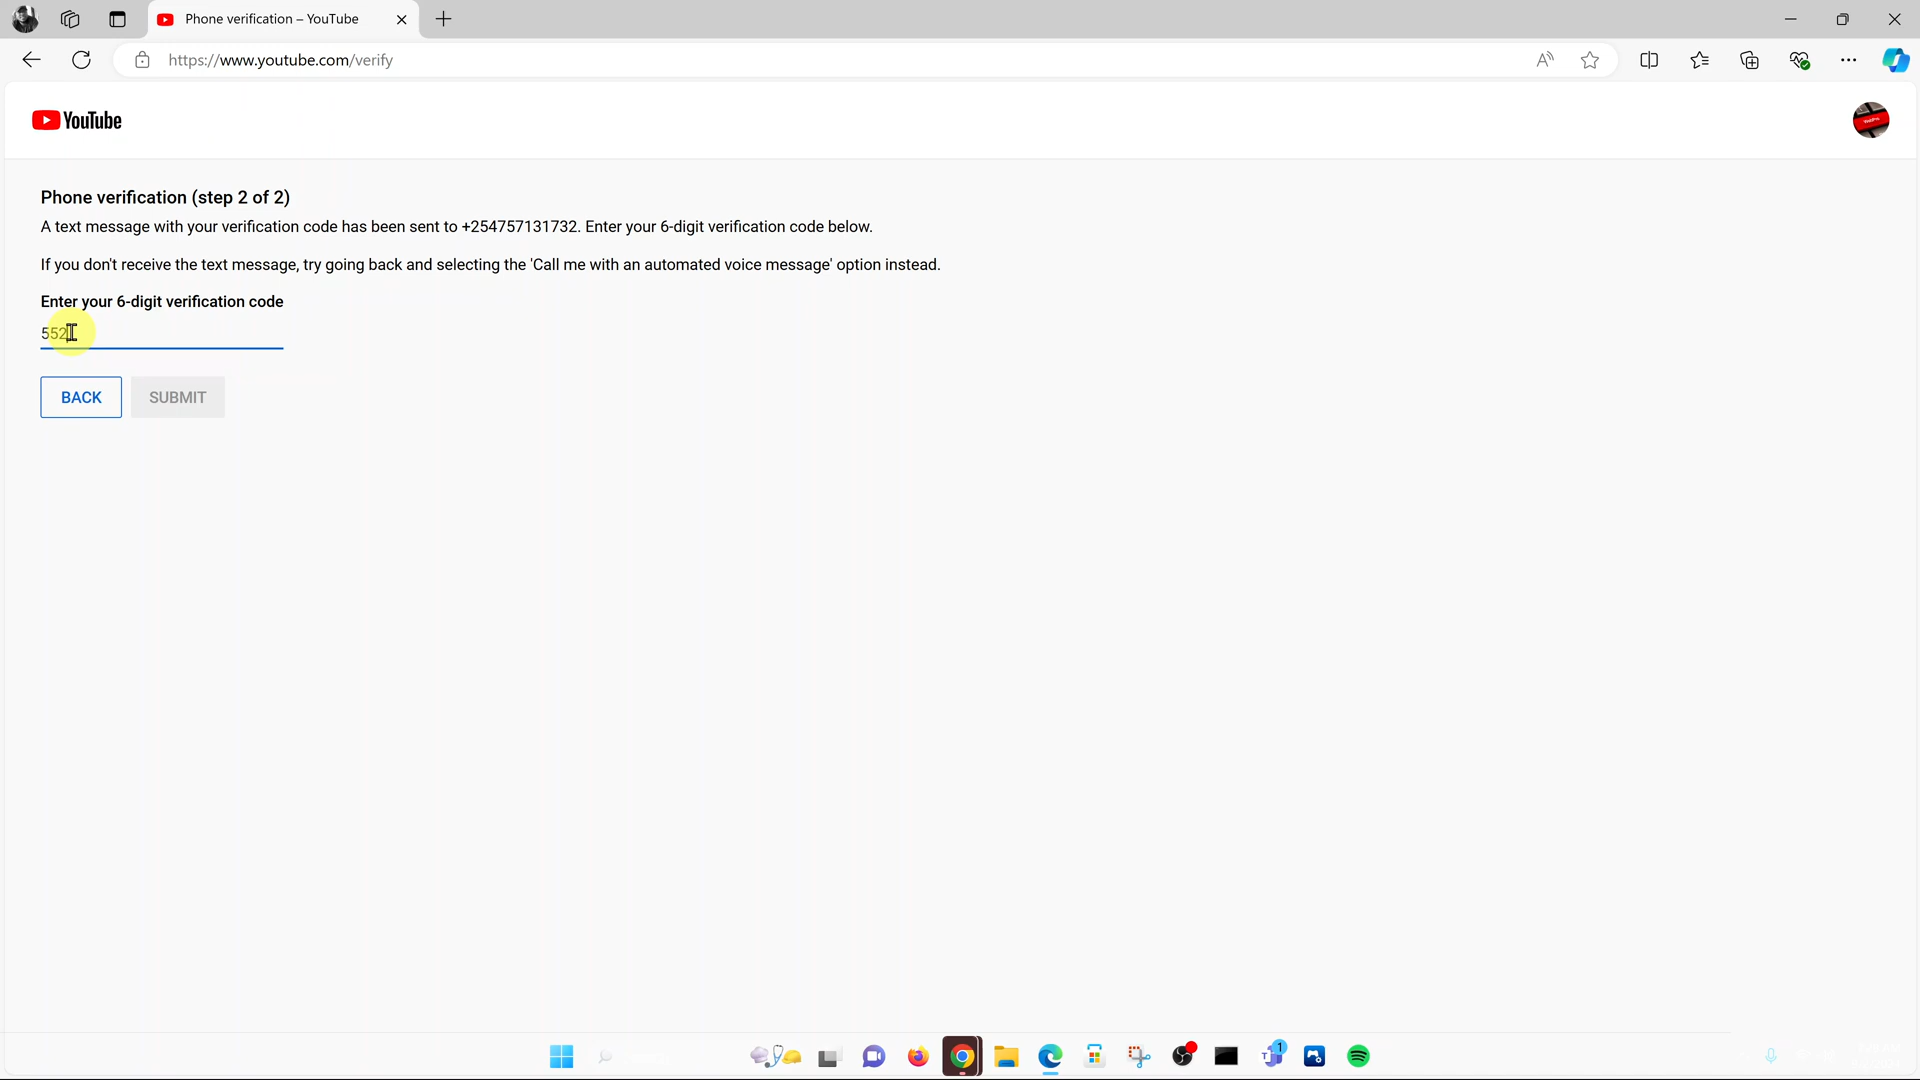 Phone verification – YouTube
https://www.youtube.com/verify
YouTube
Phone verification (step 2 of 2)
A text message with your verification code has been sent to +254757131732. Enter your 6-digit verification code below.
If you don't receive the text message, try going back and selecting the 'Call me with an automated voice message' option instead.
Enter your 6-digit verification code
552
BACK
SUBMIT
1